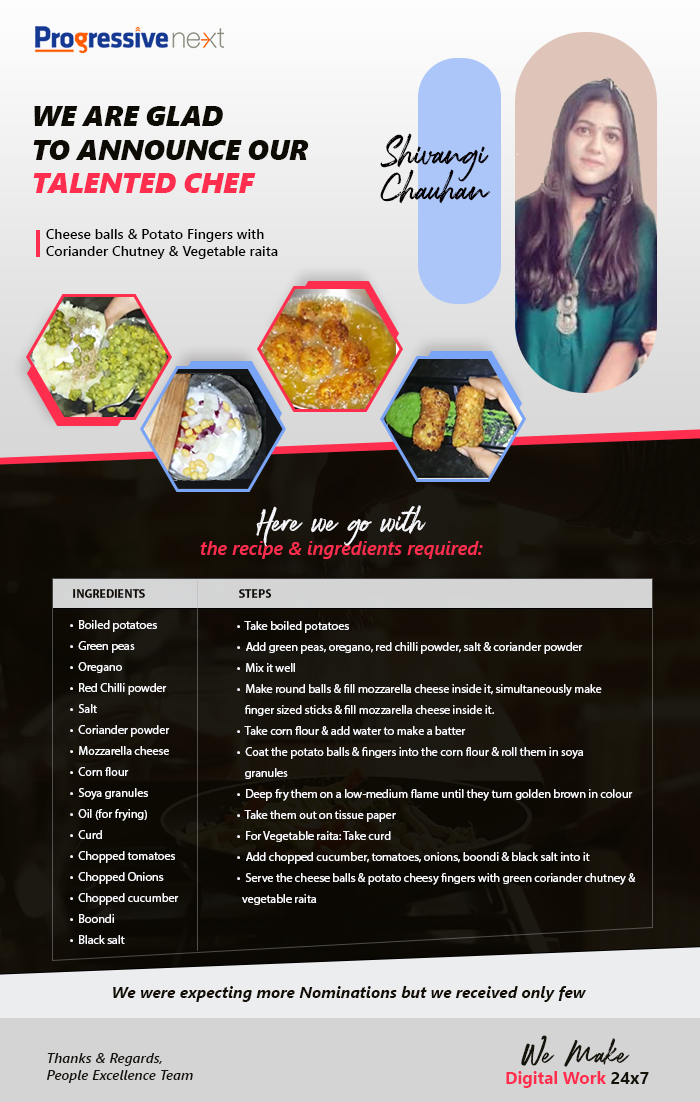 Progressive next
WE ARE GLAD
TO ANNOUNCE OUR
TALENTED CHEF
Shivangi
Chauhan
Cheese balls & Potato Fingers with
Coriander Chutney & Vegetable raita
Here we go with
the recipe & ingredients required:
INGREDIENTS
• Boiled potatoes
• Green peas
• Oregano
• Red Chilli powder
• Salt
• Coriander powder
• Mozzarella cheese
• Corn flour
• Soya granules
• Oil (for frying)
• Curd
• Chopped tomatoes
• Chopped Onions
• Chopped cucumber
• Boondi
• Black salt
STEPS
• Take boiled potatoes
• Add green peas, oregano, red chilli powder, salt & coriander powder
• Mix it well
• Make round balls & fill mozzarella cheese inside it, simultaneously make
finger sized sticks & fill mozzarella cheese inside it.
• Take corn flour & add water to make a batter
• Coat the potato balls & fingers into the corn flour & roll them in soya
granules
• Deep fry them on a low-medium flame until they turn golden brown in colour
• Take them out on tissue paper
• For Vegetable raita: Take curd
• Add chopped cucumber, tomatoes, onions, boondi & black salt into it
• Serve the cheese balls & potato cheesy fingers with green coriander chutney &
vegetable raita
We were expecting more Nominations but we received only few
Thanks & Regards,
People Excellence Team
We Make
Digital Work 24x7